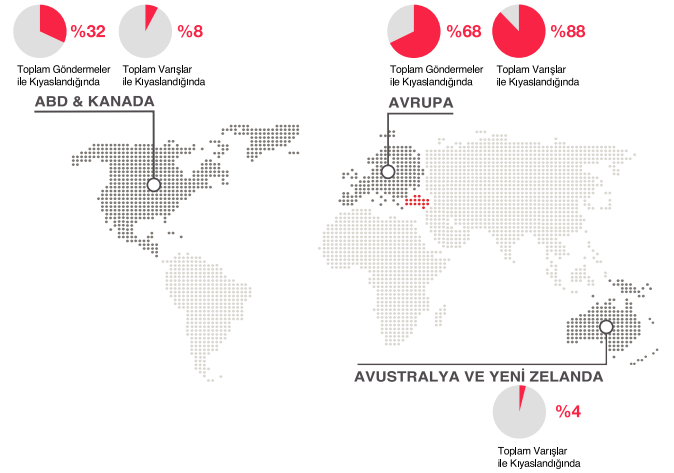 %32
Toplam Göndermeler
ile Kıyaslandığında
%8
Toplam Varışlar
ile Kıyaslandığında
ABD & KANADA
%68
Toplam Göndermeler
ile Kıyaslandığında
%88
Toplam Varışlar
ile Kıyaslandığında
AVRUPA
AVUSTRALYA VE YENİ ZELANDA
%4
Toplam Varışlar
ile Kıyaslandığında